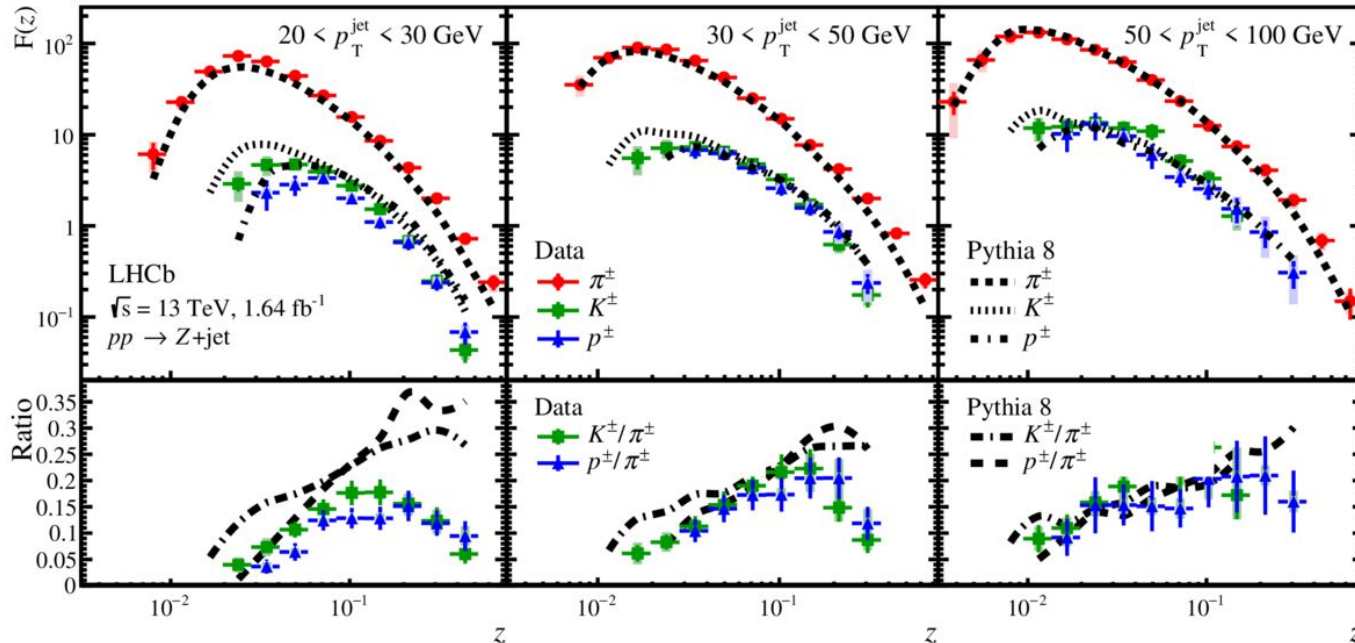 F(z)
10²
10
1
10⁻¹
20 < p_T^jet < 30 GeV
LHCb
√s = 13 TeV, 1.64 fb⁻¹
pp → Z+jet
30 < p_T^jet < 50 GeV
Data
π±
K±
p±
50 < p_T^jet < 100 GeV
Pythia 8
π±
K±
p±
Ratio
0.35
0.3
0.25
0.2
0.15
0.1
0.05
0
Data
K±/π±
p±/π±
Pythia 8
K±/π±
p±/π±
10⁻² 10⁻¹ 10⁻² 10⁻¹ 10⁻² 10⁻¹
z z z